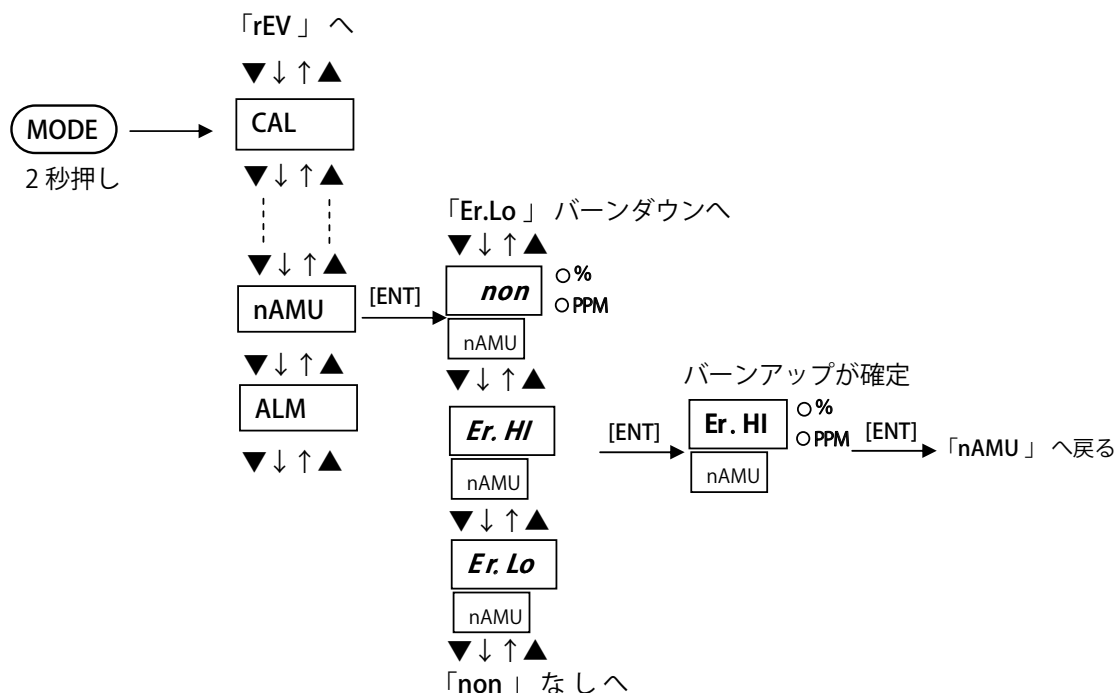 「rEV 」 へ
▼↓↑▲
MODE
CAL
2 秒押し
▼↓↑▲
▼↓↑▲
nAMU
[ENT]
▼↓↑▲
ALM
▼↓↑▲
「Er.Lo 」 バーンダウンへ
▼↓↑▲
non
○%
○PPM
nAMU
▼↓↑▲
Er. HI
nAMU
▼↓↑▲
Er. Lo
nAMU
▼↓↑▲
「non 」 な し へ
[ENT]
バーンアップが確定
Er. HI
○%
○PPM
nAMU
[ENT]
「nAMU 」 へ戻る